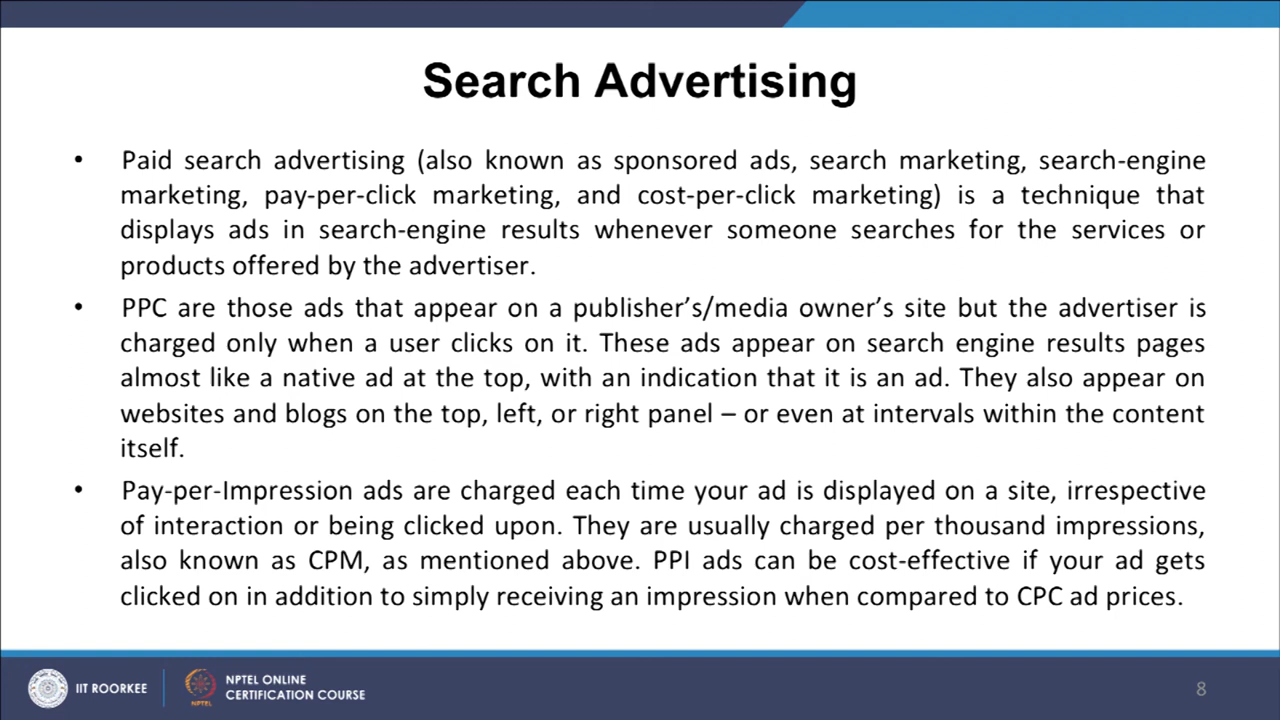 Search Advertising
• Paid search advertising (also known as sponsored ads, search marketing, search-engine
marketing, pay-per-click marketing, and cost-per-click marketing) is a technique that
displays ads in search-engine results whenever someone searches for the services or
products offered by the advertiser.
• PPC are those ads that appear on a publisher’s/media owner’s site but the advertiser is
charged only when a user clicks on it. These ads appear on search engine results pages
almost like a native ad at the top, with an indication that it is an ad. They also appear on
websites and blogs on the top, left, or right panel – or even at intervals within the content
itself.
• Pay-per-Impression ads are charged each time your ad is displayed on a site, irrespective
of interaction or being clicked upon. They are usually charged per thousand impressions,
also known as CPM, as mentioned above. PPI ads can be cost-effective if your ad gets
clicked on in addition to simply receiving an impression when compared to CPC ad prices.
IIT ROORKEE
NPTEL
NPTEL ONLINE
CERTIFICATION COURSE
8